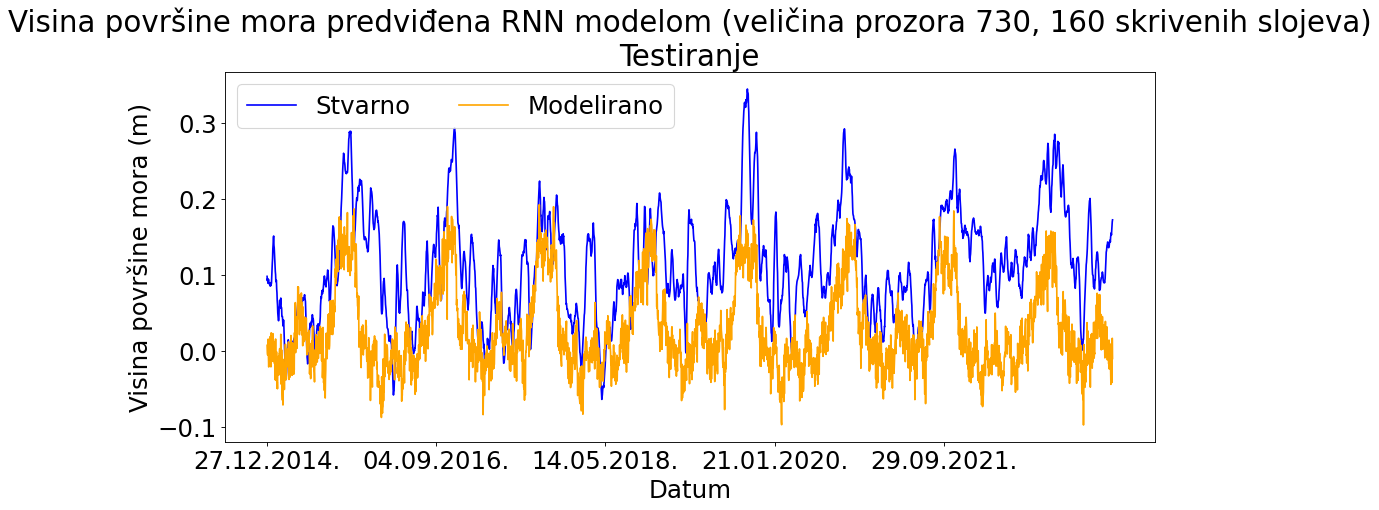 Visina površine mora predviđena RNN modelom (veličina prozora 730, 160 skrivenih slojeva)
Testiranje
Stvarno Modelirano
Visina površine mora (m)
0.3
0.2
0.1
0.0
−0.1
27.12.2014. 04.09.2016. 14.05.2018. 21.01.2020. 29.09.2021.
Datum